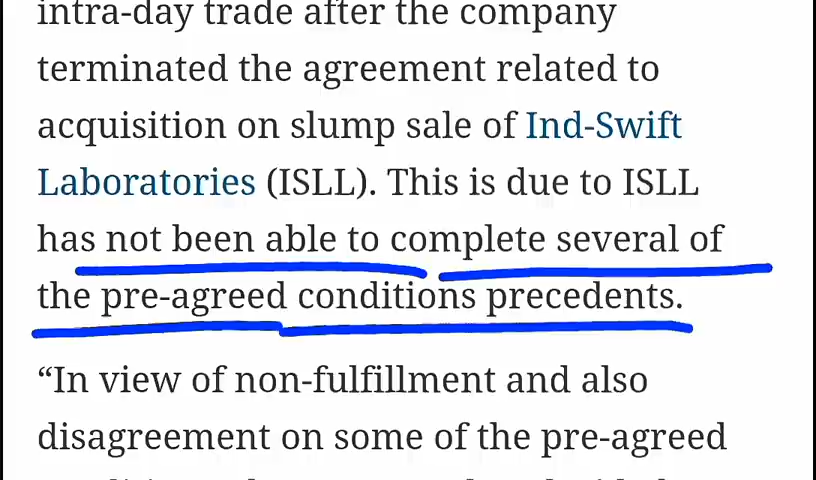 intra-day trade after the company
terminated the agreement related to
acquisition on slump sale of Ind-Swift
Laboratories (ISLL). This is due to ISLL
has not been able to complete several of
the pre-agreed conditions precedents.
“In view of non-fulfillment and also
disagreement on some of the pre-agreed